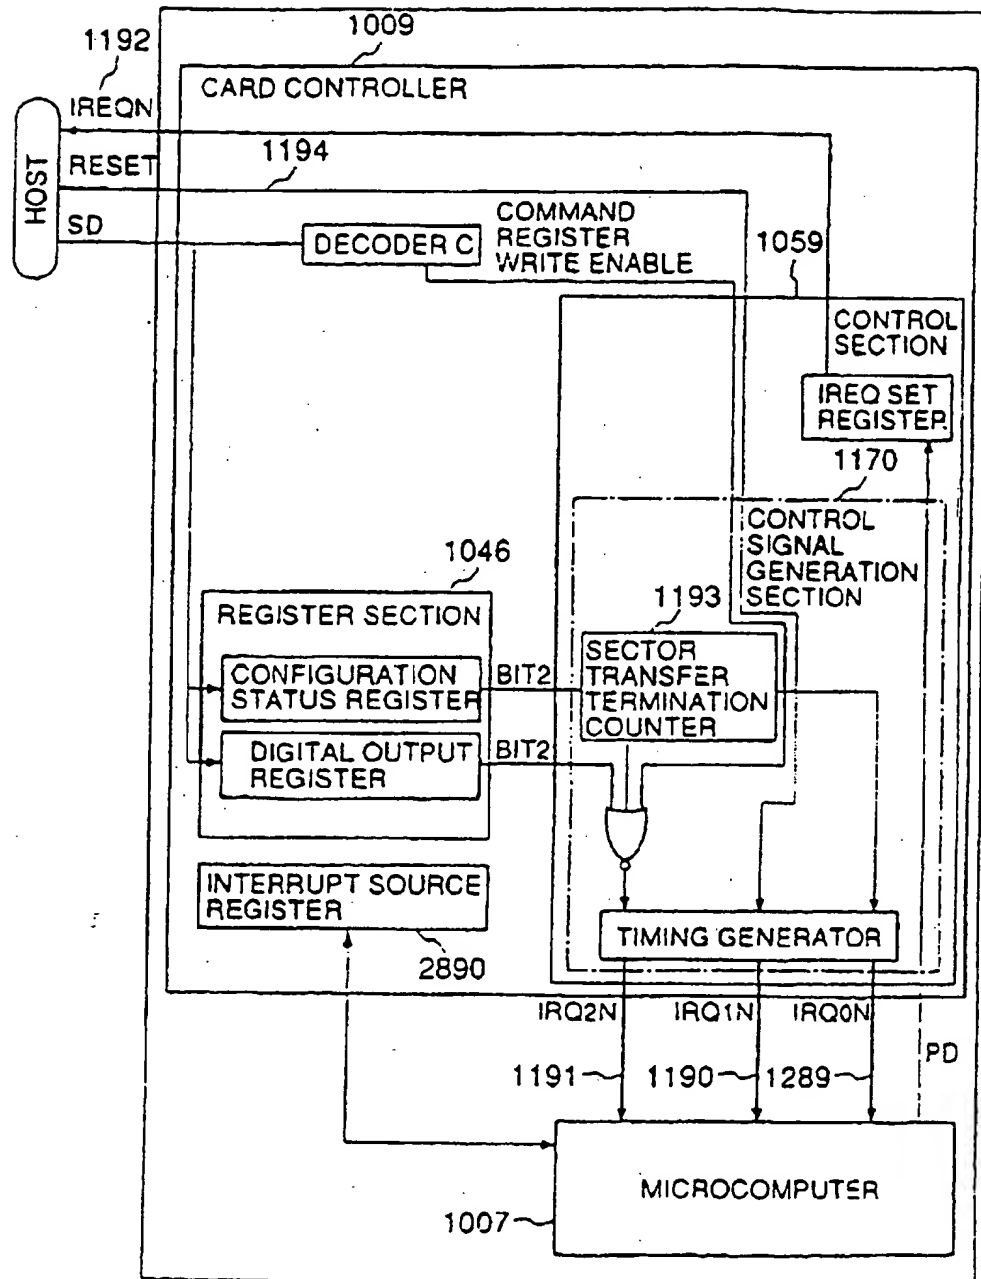 1192
1009
CARD CONTROLLER
IREQN
HOST
RESET
1194
SD
DECODER C
COMMAND
REGISTER
WRITE ENABLE
1059
CONTROL
SECTION
IREQ SET
REGISTER
1170
CONTROL
SIGNAL
GENERATION
SECTION
1046
REGISTER SECTION
1193
CONFIGURATION
STATUS REGISTER
BIT2
SECTOR
TRANSFER
TERMINATION
COUNTER
DIGITAL OUTPUT
REGISTER
BIT2
INTERRUPT SOURCE
REGISTER
2890
TIMING GENERATOR
IRQ2N
IRQ1N
IRQ0N
1191
1190
1289
PD
MICROCOMPUTER
1007